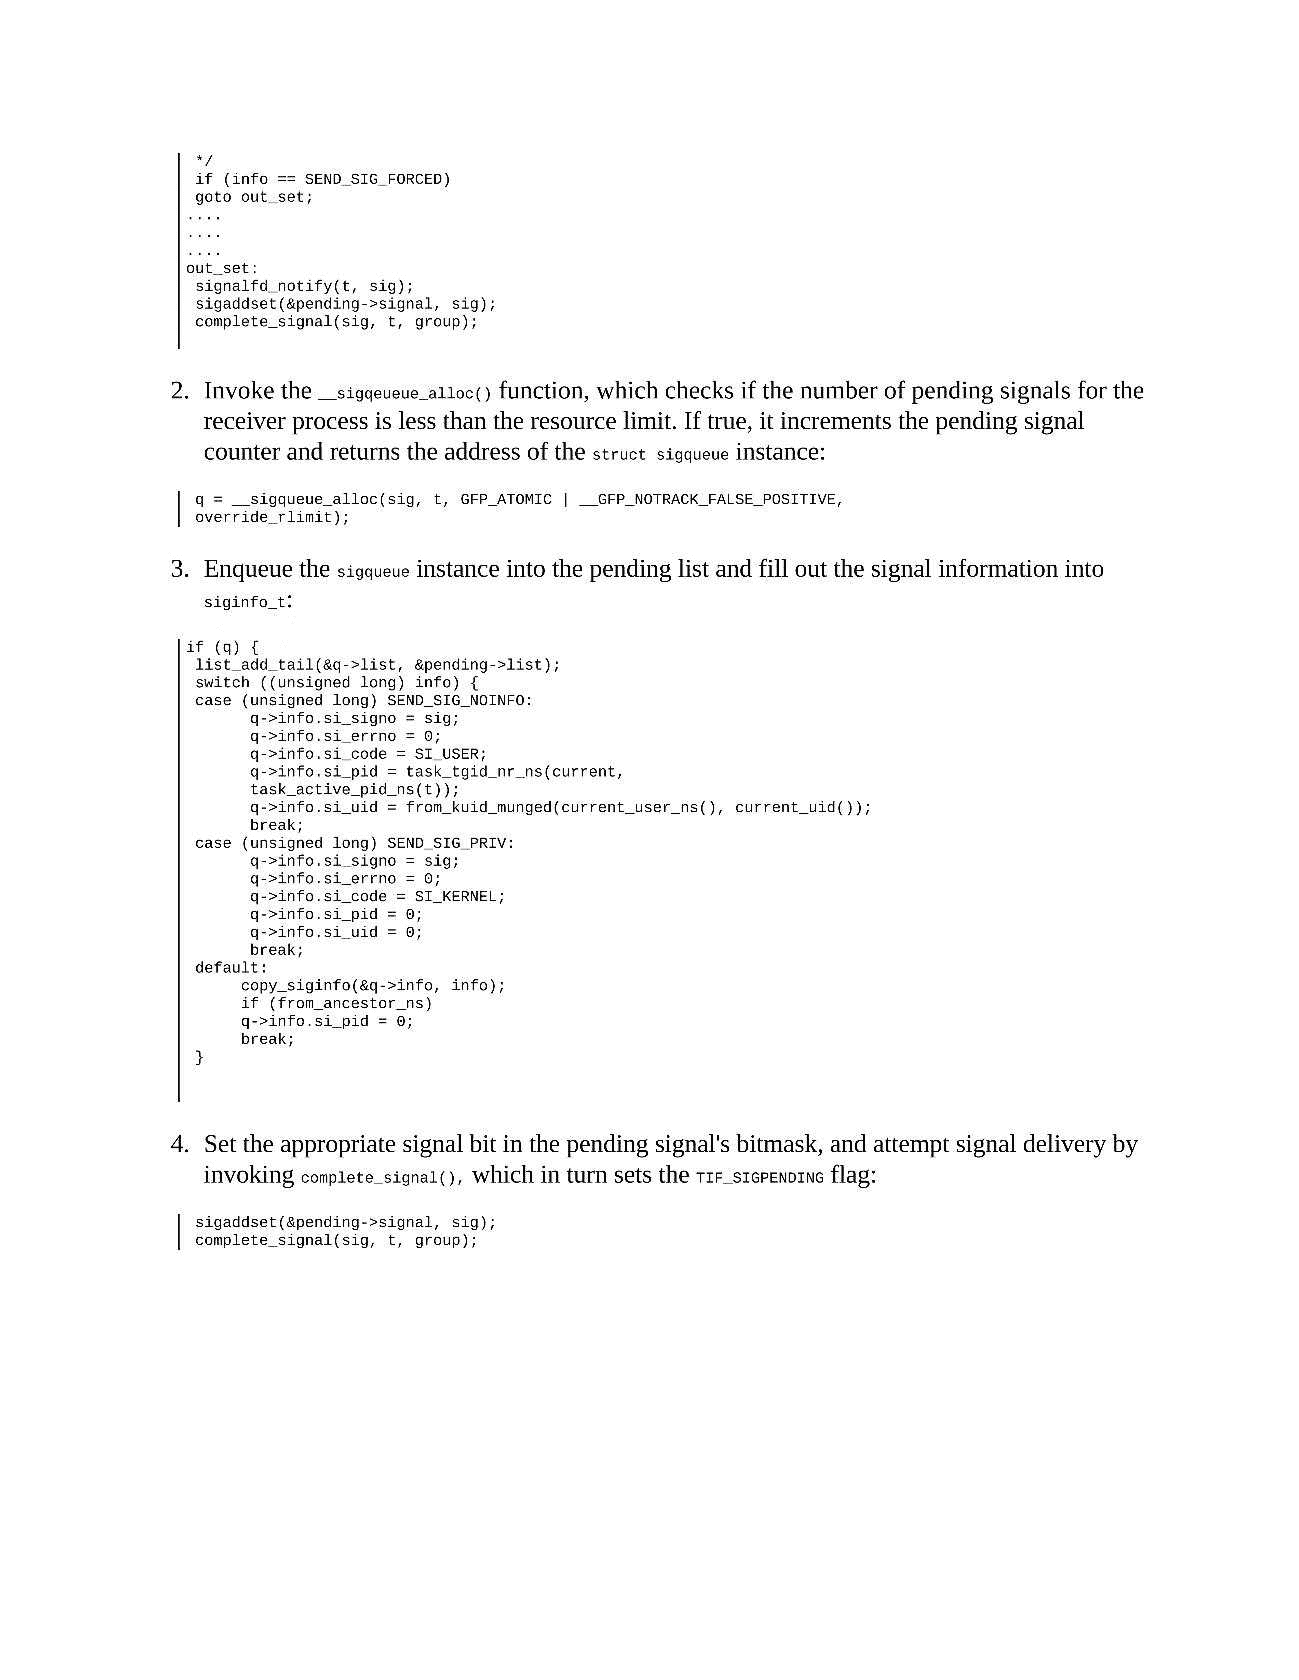 */
if (info == SEND_SIG_FORCED)
goto out_set;
....
....
....
out_set:
signalfd_notify(t, sig);
sigaddset(&pending->signal, sig);
complete_signal(sig, t, group);
2. Invoke the __sigqeueue_alloc() function, which checks if the number of pending signals for the
receiver process is less than the resource limit. If true, it increments the pending signal
counter and returns the address of the struct sigqueue instance:
q = __sigqueue_alloc(sig, t, GFP_ATOMIC | __GFP_NOTRACK_FALSE_POSITIVE,
override_rlimit);
3. Enqueue the sigqueue instance into the pending list and fill out the signal information into
siginfo_t:
if (q) {
list_add_tail(&q->list, &pending->list);
switch ((unsigned long) info) {
case (unsigned long) SEND_SIG_NOINFO:
q->info.si_signo = sig;
q->info.si_errno = 0;
q->info.si_code = SI_USER;
q->info.si_pid = task_tgid_nr_ns(current,
task_active_pid_ns(t));
q->info.si_uid = from_kuid_munged(current_user_ns(), current_uid());
break;
case (unsigned long) SEND_SIG_PRIV:
q->info.si_signo = sig;
q->info.si_errno = 0;
q->info.si_code = SI_KERNEL;
q->info.si_pid = 0;
q->info.si_uid = 0;
break;
default:
copy_siginfo(&q->info, info);
if (from_ancestor_ns)
q->info.si_pid = 0;
break;
}
4. Set the appropriate signal bit in the pending signal's bitmask, and attempt signal delivery by
invoking complete_signal(), which in turn sets the TIF_SIGPENDING flag:
sigaddset(&pending->signal, sig);
complete_signal(sig, t, group);